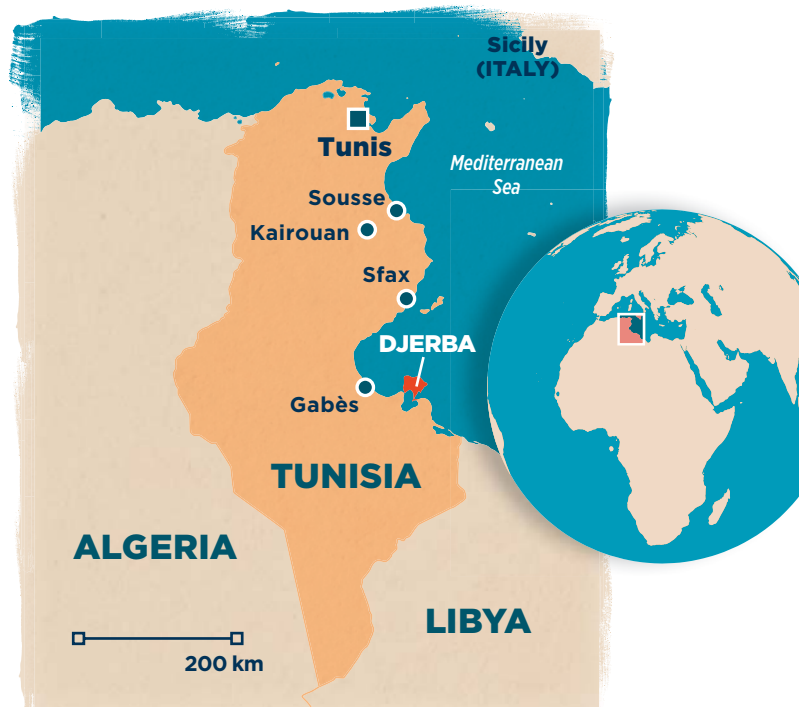 Sicily
(ITALY)
Tunis
Mediterranean
Sea
Sousse
Kairouan
Sfax
DJERBA
Gabès
TUNISIA
ALGERIA
LIBYA
200 km